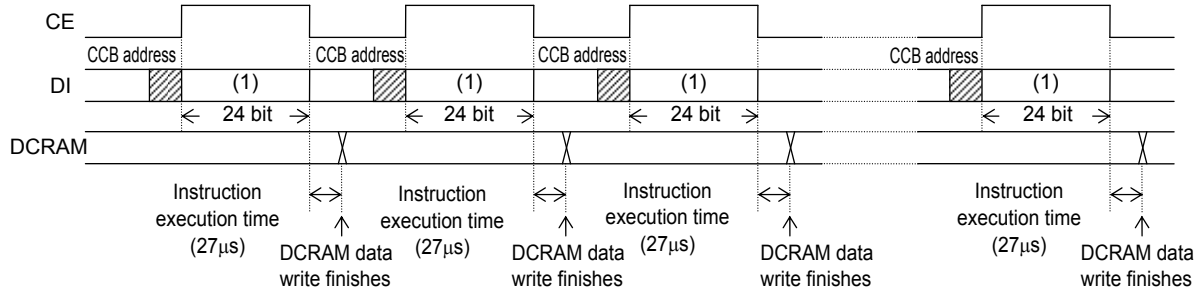 CE
CCB address CCB address CCB address CCB address
DI (1) (1) (1) (1)
24 bit 24 bit 24 bit 24 bit
DCRAM
Instruction execution time (27μs)
Instruction execution time (27μs)
Instruction execution time (27μs)
Instruction execution time (27μs)
DCRAM data write finishes
DCRAM data write finishes
DCRAM data write finishes
DCRAM data write finishes